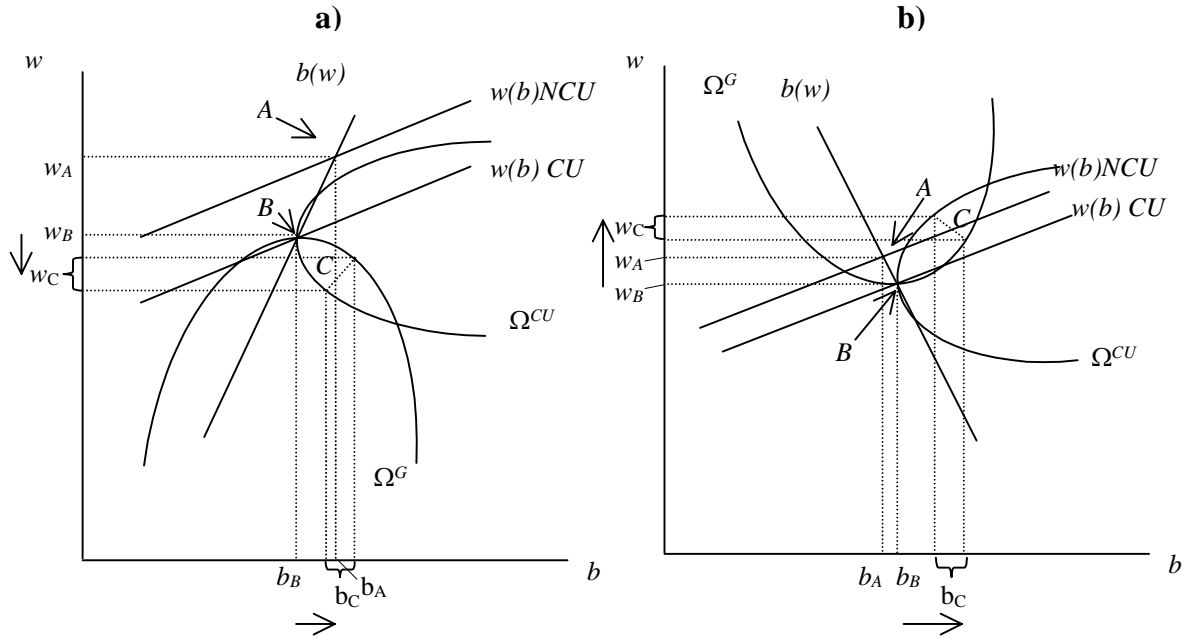 a)
w
b(w)
w(b)NCU
A
w_A
w(b) CU
B
w_B
w_C
C
Ω^CU
Ω^G
b_B
b_A
b_C
b
b)
w
Ω^G
b(w)
w(b)NCU
A
w(b) CU
C
w_C
w_A
w_B
B
Ω^CU
b_A
b_B
b_C
b